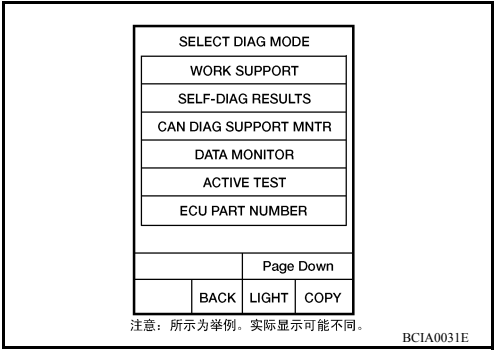 SELECT DIAG MODE
WORK SUPPORT
SELF-DIAG RESULTS
CAN DIAG SUPPORT MNTR
DATA MONITOR
ACTIVE TEST
ECU PART NUMBER
Page Down
BACK LIGHT COPY
注意：所示为举例。实际显示可能不同。
BCIA0031E